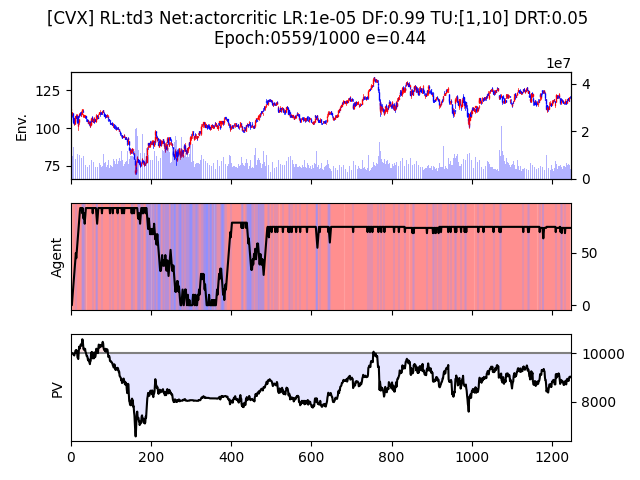 [CVX] RL:td3 Net:actorcritic LR:1e-05 DF:0.99 TU:[1,10] DRT:0.05
Epoch:0559/1000 e=0.44
1e7
125
100
75
Env.
4
2
0
Agent
50
0
PV
10000
8000
0
200
400
600
800
1000
1200